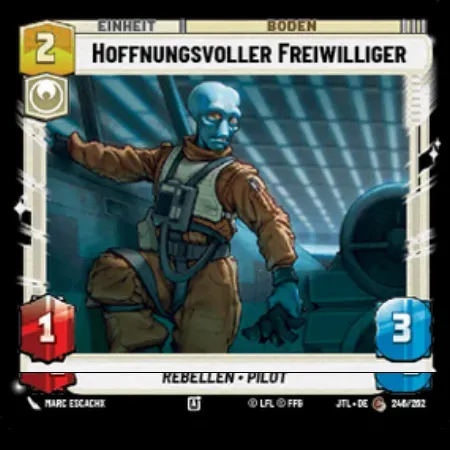 EINHEIT
BODEN
2
HOFFNUNGSVOLLER FREIWILLIGER
1
3
REBELLEN • PILOT
MARC ESCACHX
Ⓒ LFL Ⓒ FFG
JTL • DE
246/262